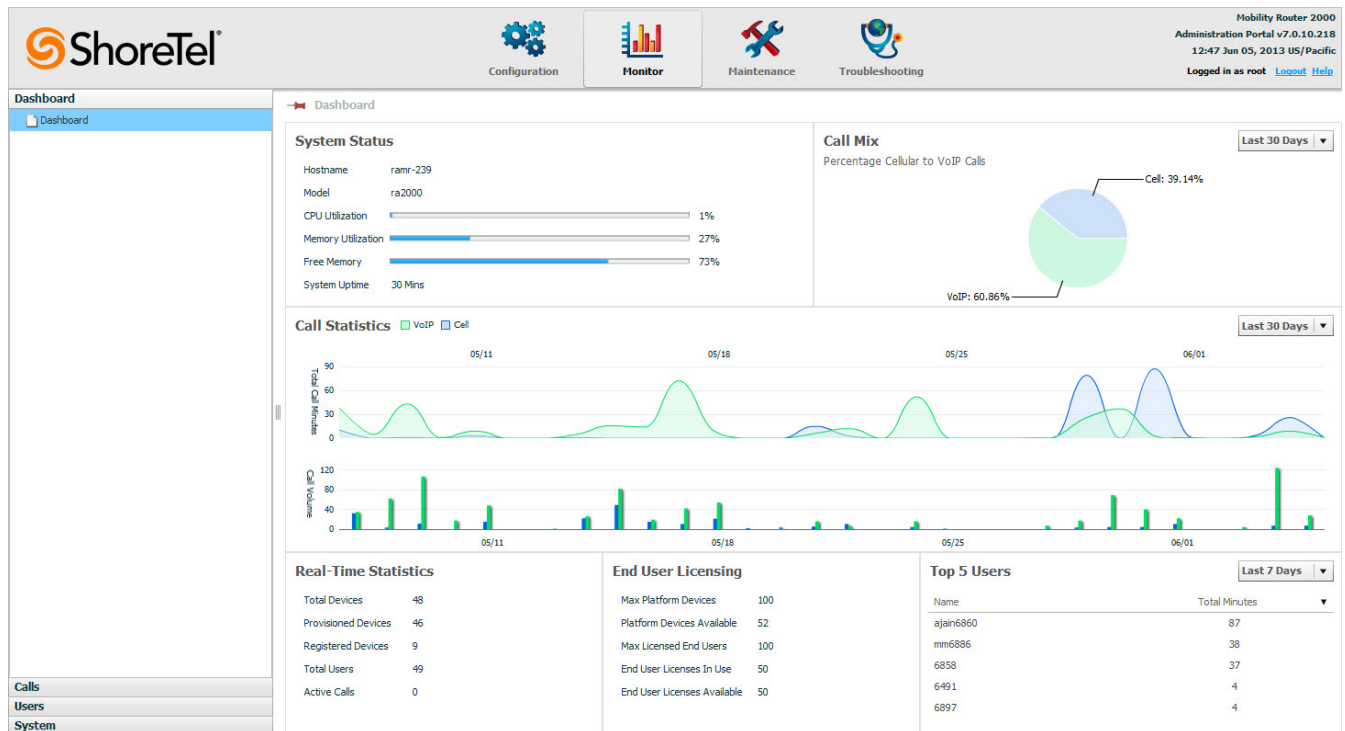 ShoreTel
Configuration
Monitor
Maintenance
Troubleshooting
Mobility Router 2000
Administration Portal v7.0.10.218
12:47 Jun 05, 2013 US/Pacific
Logged in as root Logout Help
Dashboard
Dashboard
Calls
Users
System
Dashboard
System Status
Hostname ramr-239
Model ra2000
CPU Utilization 1%
Memory Utilization 27%
Free Memory 73%
System Uptime 30 Mins
Call Mix Last 30 Days
Percentage Cellular to VoIP Calls
Cell: 39.14%
VoIP: 60.86%
Call Statistics VoIP Cell Last 30 Days
05/11 05/18 05/25 06/01
Total Call Minutes
90
60
30
0
Call Volume
120
80
40
0
05/11 05/18 05/25 06/01
Real-Time Statistics
Total Devices 48
Provisioned Devices 46
Registered Devices 9
Total Users 49
Active Calls 0
End User Licensing
Max Platform Devices 100
Platform Devices Available 52
Max Licensed End Users 100
End User Licenses In Use 50
End User Licenses Available 50
Top 5 Users Last 7 Days
Name Total Minutes
ajain6860 87
mm6886 38
6858 37
6491 4
6897 4